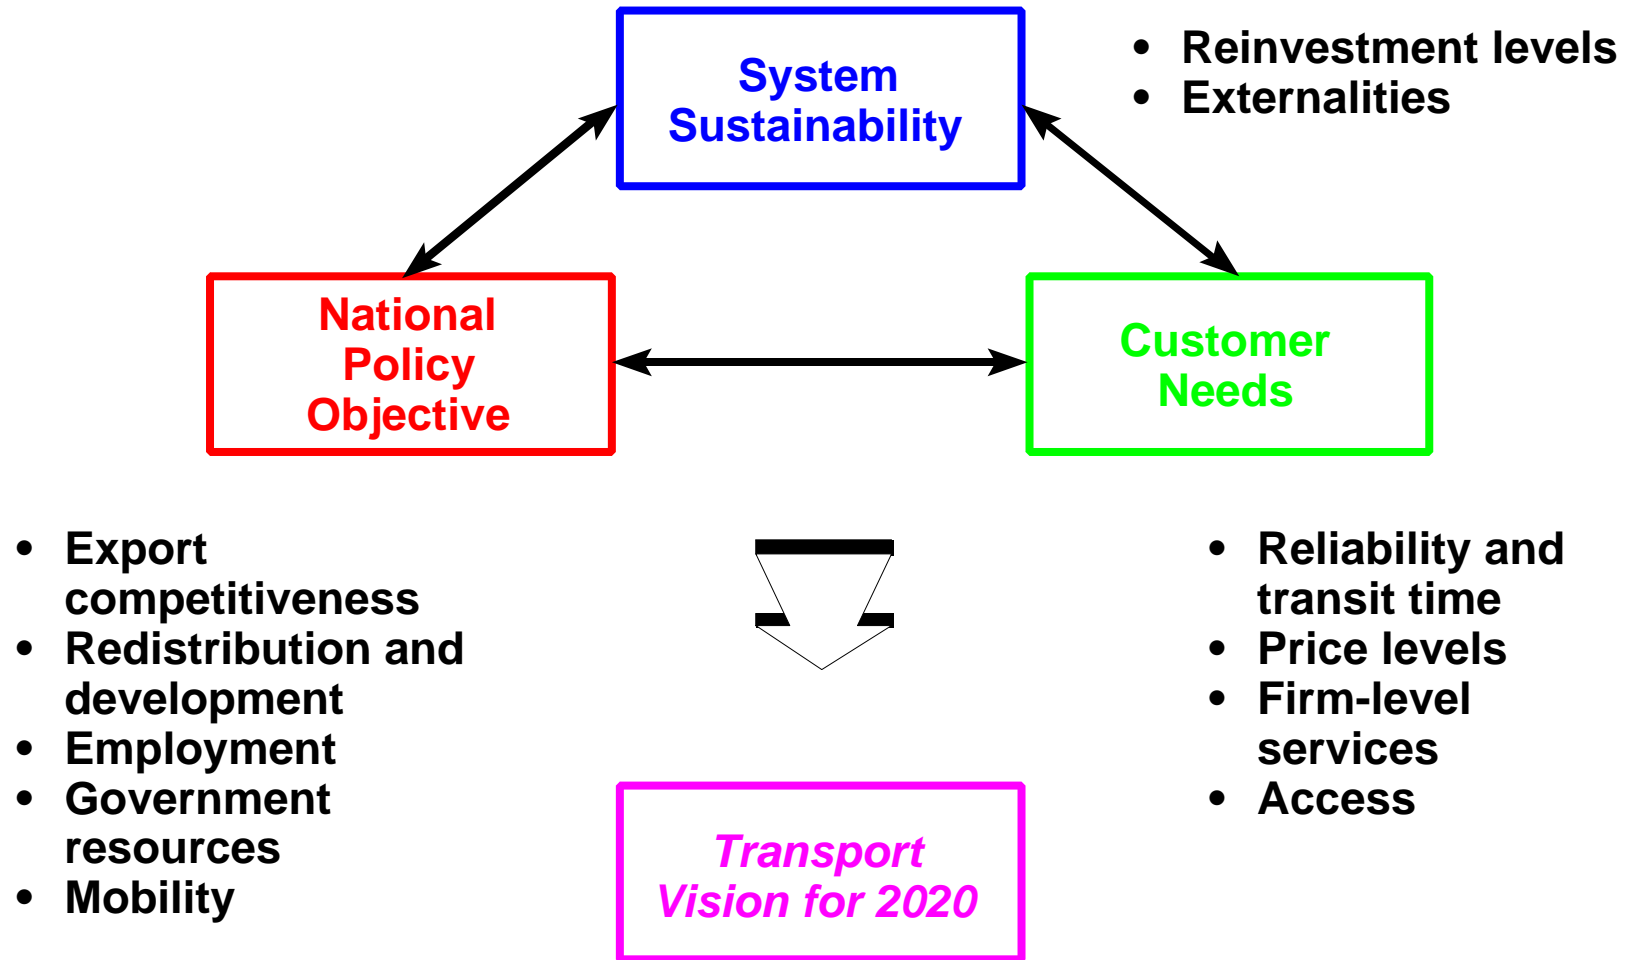 System
Sustainability
• Reinvestment levels
• Externalities
National
Policy
Objective
Customer
Needs
• Export
competitiveness
• Redistribution and
development
• Employment
• Government
resources
• Mobility
• Reliability and
transit time
• Price levels
• Firm-level
services
• Access
Transport
Vision for 2020